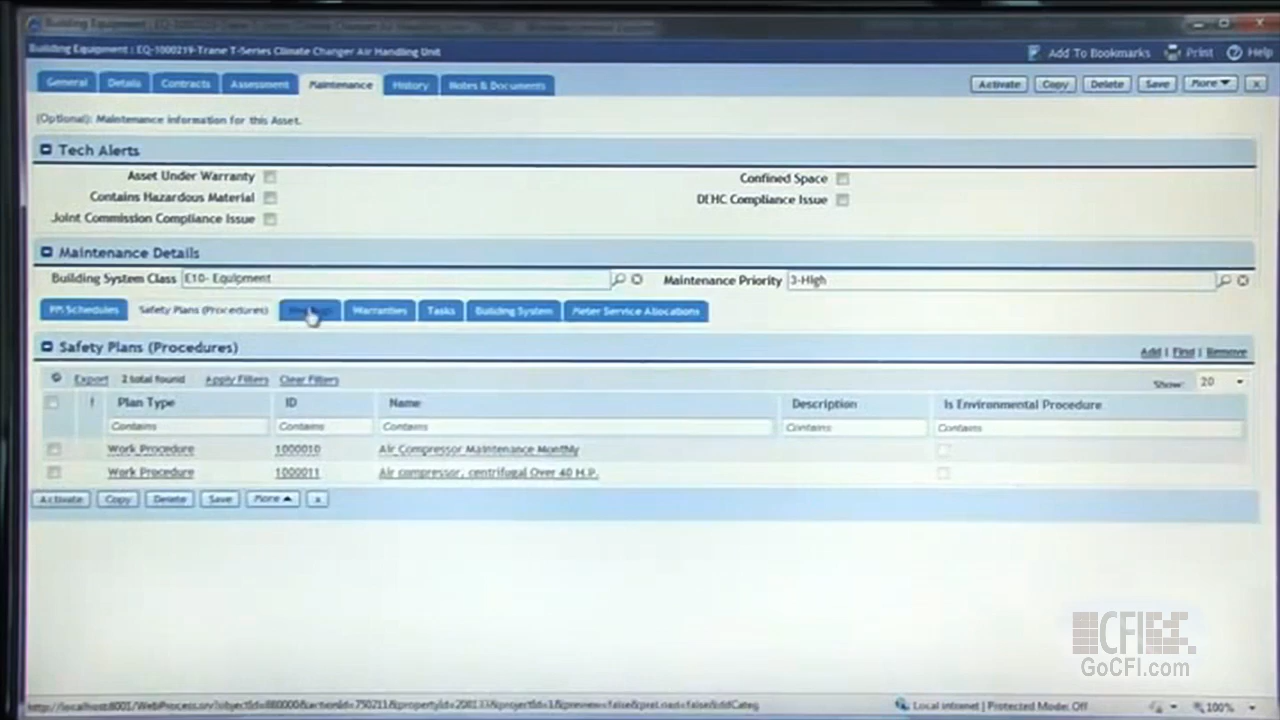 Building Equipment : EQ-1000219-Trane T-Series Climate Changer Air Handling Unit
Add To Bookmarks Print Help
General Details Contracts Assessment Maintenance History Notes & Documents Activate Copy Delete Save More x
(Optional): Maintenance information for this Asset.
Tech Alerts
Asset Under Warranty Confined Space
Contains Hazardous Material DEHC Compliance Issue
Joint Commission Compliance Issue
Maintenance Details
Building System Class E10- Equipment Maintenance Priority 3-High
PM Schedules Safety Plans (Procedures) Warranties Tasks Building System Meter Service Allocations
Safety Plans (Procedures)
Add | Find | Remove
Export 2 total found Apply Filters Clear Filters Show: 20
! Plan Type ID Name Description Is Environmental Procedure
Contains Contains Contains Contains Contains
Work Procedure 1000010 Air Compressor Maintenance Monthly
Work Procedure 1000011 Air compressor, centrifugal Over 40 H.P.
Activate Copy Delete Save More x
CFI
GoCFI.com
Local intranet | Protected Mode: Off 100%